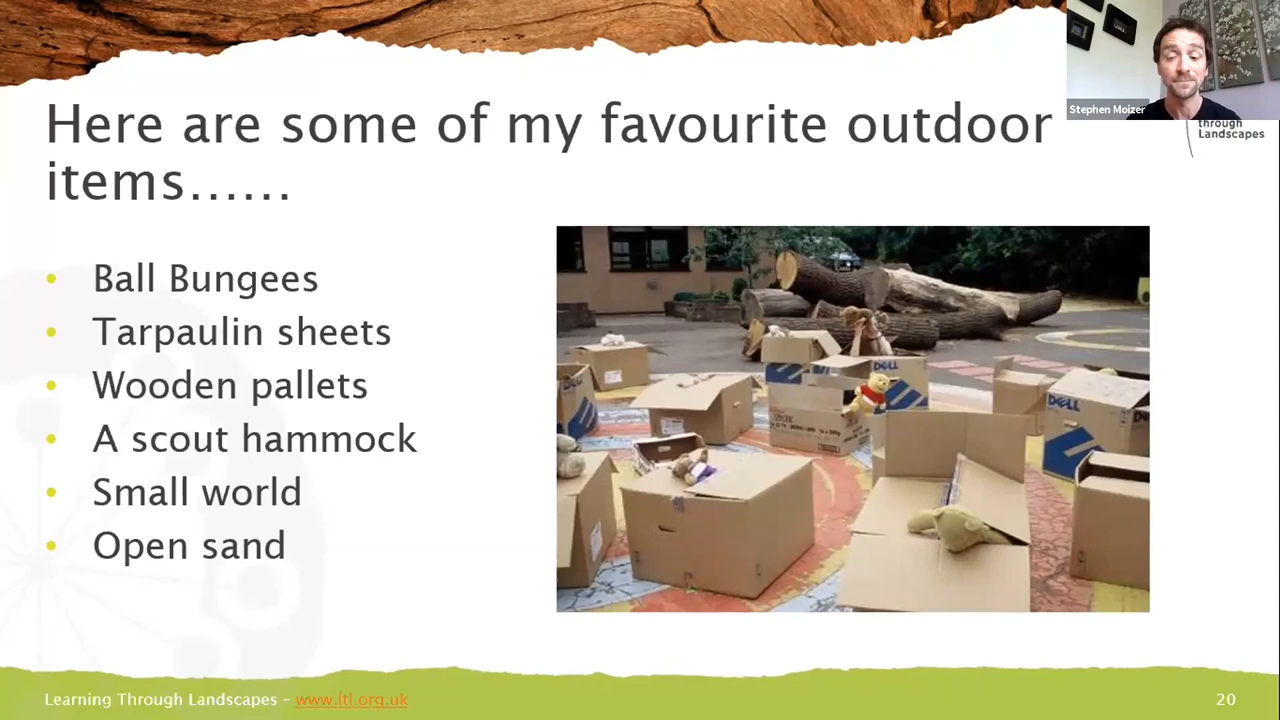 Here are some of my favourite outdoor
items......
Stephen Moizer
through
Landscapes
• Ball Bungees
• Tarpaulin sheets
• Wooden pallets
• A scout hammock
• Small world
• Open sand
DELL
DELL
Learning Through Landscapes – www.ltl.org.uk
20